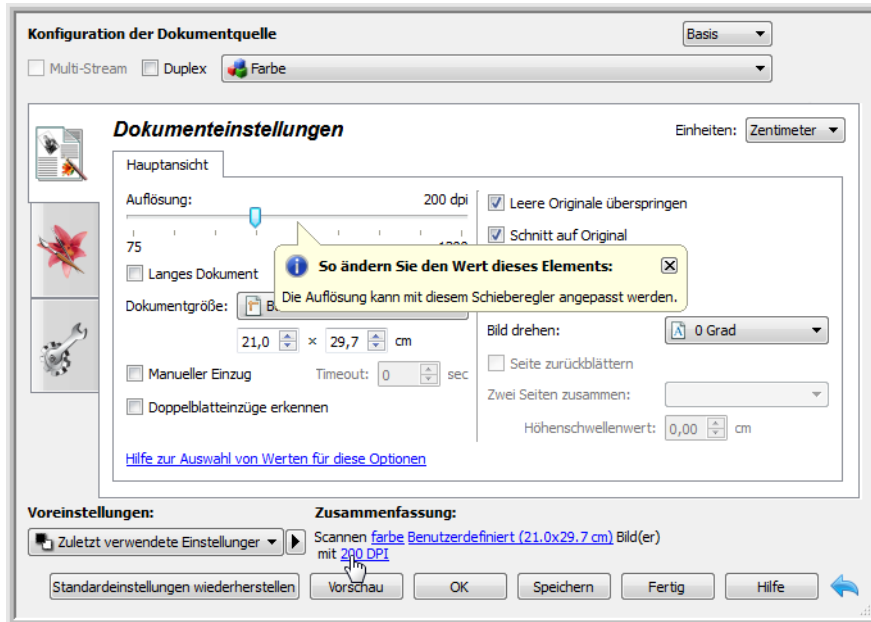 Konfiguration der Dokumentquelle
Basis
Multi-Stream Duplex Farbe
Dokumenteinstellungen
Einheiten: Zentimeter
Hauptansicht
Auflösung: 200 dpi
75
Leere Originale überspringen
Schnitt auf Original
So ändern Sie den Wert dieses Elements:
Die Auflösung kann mit diesem Schieberegler angepasst werden.
Langes Dokument
Dokumentgröße:
21,0 × 29,7 cm
Manueller Einzug Timeout: 0 sec
Doppelblatteinzüge erkennen
Bild drehen: 0 Grad
Seite zurückblättern
Zwei Seiten zusammen:
Höhenschwellenwert: 0,00 cm
Hilfe zur Auswahl von Werten für diese Optionen
Voreinstellungen:
Zuletzt verwendete Einstellunger
Zusammenfassung:
Scannen farbe Benutzerdefiniert (21.0x29.7 cm) Bild(er)
mit 200 DPI
Standardeinstellungen wiederherstellen Vorschau OK Speichern Fertig Hilfe